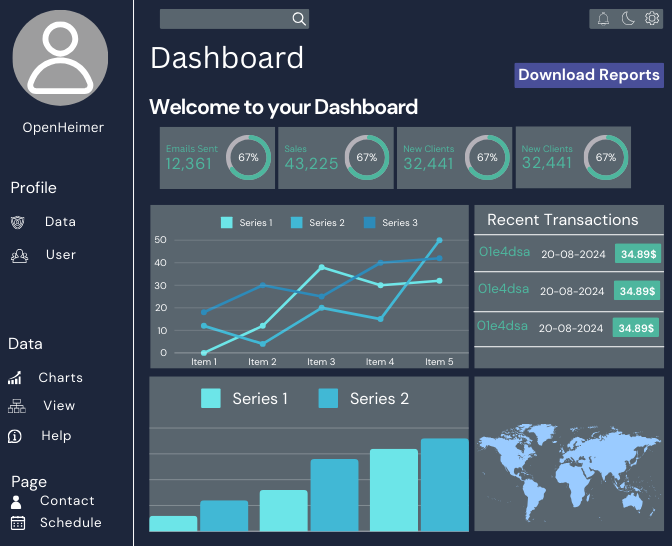 OpenHeimer
Profile
Data
User
Data
Charts
View
Help
Page
Contact
Schedule
Dashboard
Download Reports
Welcome to your Dashboard
Emails Sent
12,361
67%
Sales
43,225
67%
New Clients
32,441
67%
New Clients
32,441
67%
Series 1 Series 2 Series 3
50
40
30
20
10
0
Item 1 Item 2 Item 3 Item 4 Item 5
Recent Transactions
01e4dsa 20-08-2024 34.89$
01e4dsa 20-08-2024 34.89$
01e4dsa 20-08-2024 34.89$
Series 1 Series 2